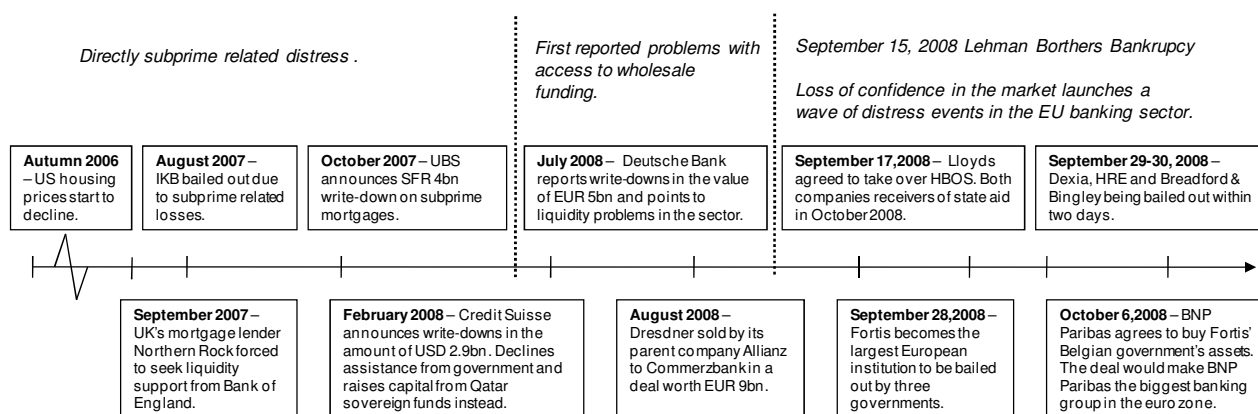 Directly subprime related distress .
First reported problems with
access to wholesale
funding.
September 15, 2008 Lehman Borthers Bankrupcy
Loss of confidence in the market launches a
wave of distress events in the EU banking sector.
Autumn 2006
– US housing
prices start to
decline.
August 2007 –
IKB bailed out due
to subprime related
losses.
October 2007 – UBS
announces SFR 4bn
write-down on subprime
mortgages.
July 2008 – Deutsche Bank
reports write-downs in the value
of EUR 5bn and points to
liquidity problems in the sector.
September 17,2008 – Lloyds
agreed to take over HBOS. Both
companies receivers of state aid
in October 2008.
September 29-30, 2008 –
Dexia, HRE and Breadford &
Bingley being bailed out within
two days.
September 2007 –
UK's mortgage lender
Northern Rock forced
to seek liquidity
support from Bank of
England.
February 2008 – Credit Suisse
announces write-downs in the
amount of USD 2.9bn. Declines
assistance from government and
raises capital from Qatar
sovereign funds instead.
August 2008 –
Dresdner sold by its
parent company Allianz
to Commerzbank in a
deal worth EUR 9bn.
September 28,2008 –
Fortis becomes the
largest European
institution to be bailed
out by three
governments.
October 6,2008 – BNP
Paribas agrees to buy Fortis'
Belgian government's assets.
The deal would make BNP
Paribas the biggest banking
group in the euro zone.